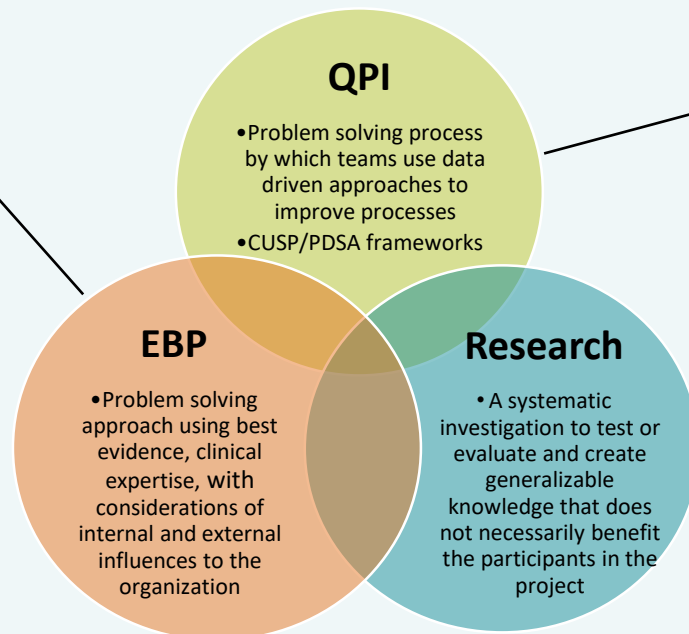 QPI
•Problem solving process
by which teams use data
driven approaches to
improve processes
•CUSP/PDSA frameworks
EBP
•Problem solving
approach using best
evidence, clinical
expertise, with
considerations of
internal and external
influences to the
organization
Research
• A systematic
investigation to test or
evaluate and create
generalizable
knowledge that does
not necessarily benefit
the participants in the
project